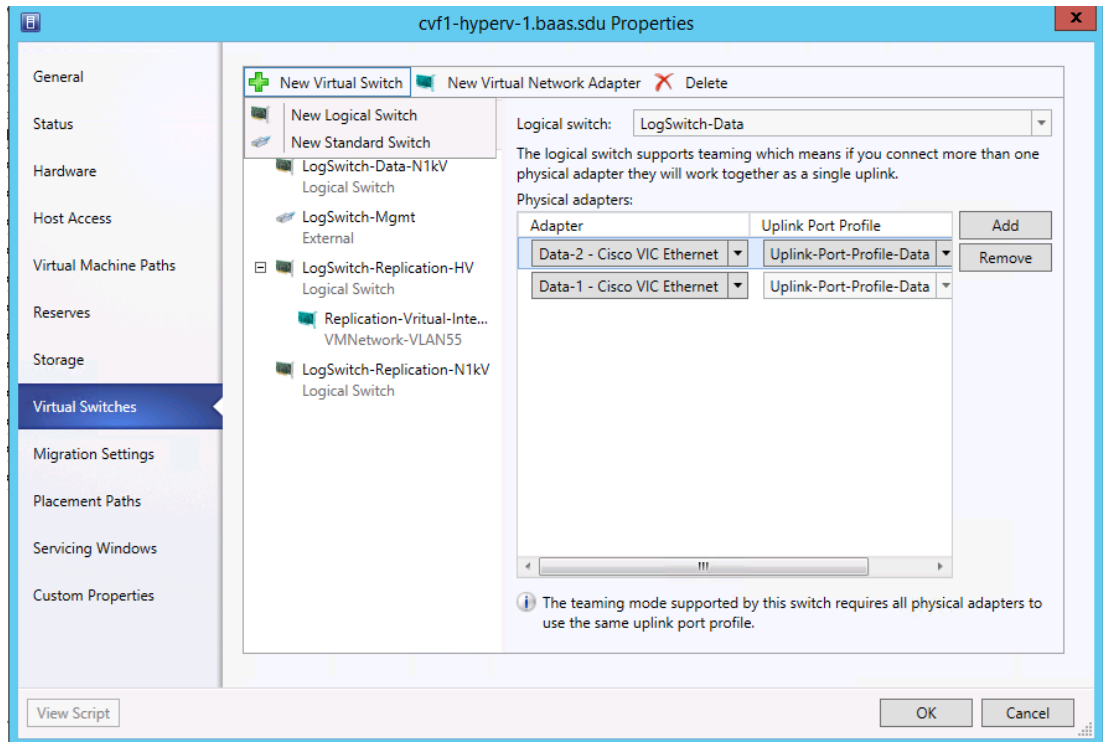 cvf1-hyperv-1.baas.sdu Properties
x
General
Status
Hardware
Host Access
Virtual Machine Paths
Reserves
Storage
Virtual Switches
Migration Settings
Placement Paths
Servicing Windows
Custom Properties
New Virtual Switch New Virtual Network Adapter Delete
New Logical Switch
New Standard Switch
LogSwitch-Data-N1kV
Logical Switch
LogSwitch-Mgmt
External
LogSwitch-Replication-HV
Logical Switch
Replication-Vritual-Inte...
VMNetwork-VLAN55
LogSwitch-Replication-N1kV
Logical Switch
Logical switch: LogSwitch-Data
The logical switch supports teaming which means if you connect more than one
physical adapter they will work together as a single uplink.
Physical adapters:
Adapter Uplink Port Profile Add
Data-2 - Cisco VIC Ethernet Uplink-Port-Profile-Data Remove
Data-1 - Cisco VIC Ethernet Uplink-Port-Profile-Data
The teaming mode supported by this switch requires all physical adapters to
use the same uplink port profile.
View Script OK Cancel